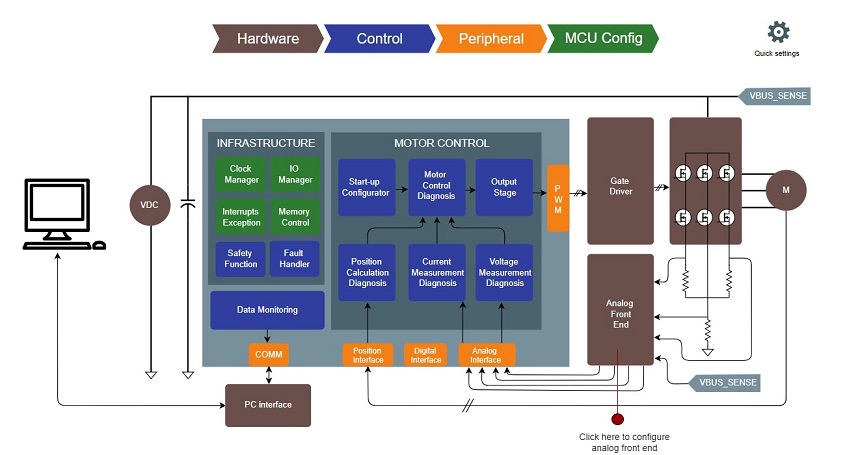 Hardware
Control
Peripheral
MCU Config
Quick settings
VBUS_SENSE
INFRASTRUCTURE
MOTOR CONTROL
Clock
Manager
IO
Manager
Start-up
Configurator
Motor
Control
Diagnosis
Output
Stage
P
W
M
Gate
Driver
M
VDC
Interrupts
Exception
Memory
Control
Safety
Function
Fault
Handler
Position
Calculation
Diagnosis
Current
Measurement
Diagnosis
Voltage
Measurement
Diagnosis
Data Monitoring
Analog
Front
End
COMM
Position
Interface
Digital
Interface
Analog
Interface
VBUS_SENSE
PC interface
Click here to configure
analog front end